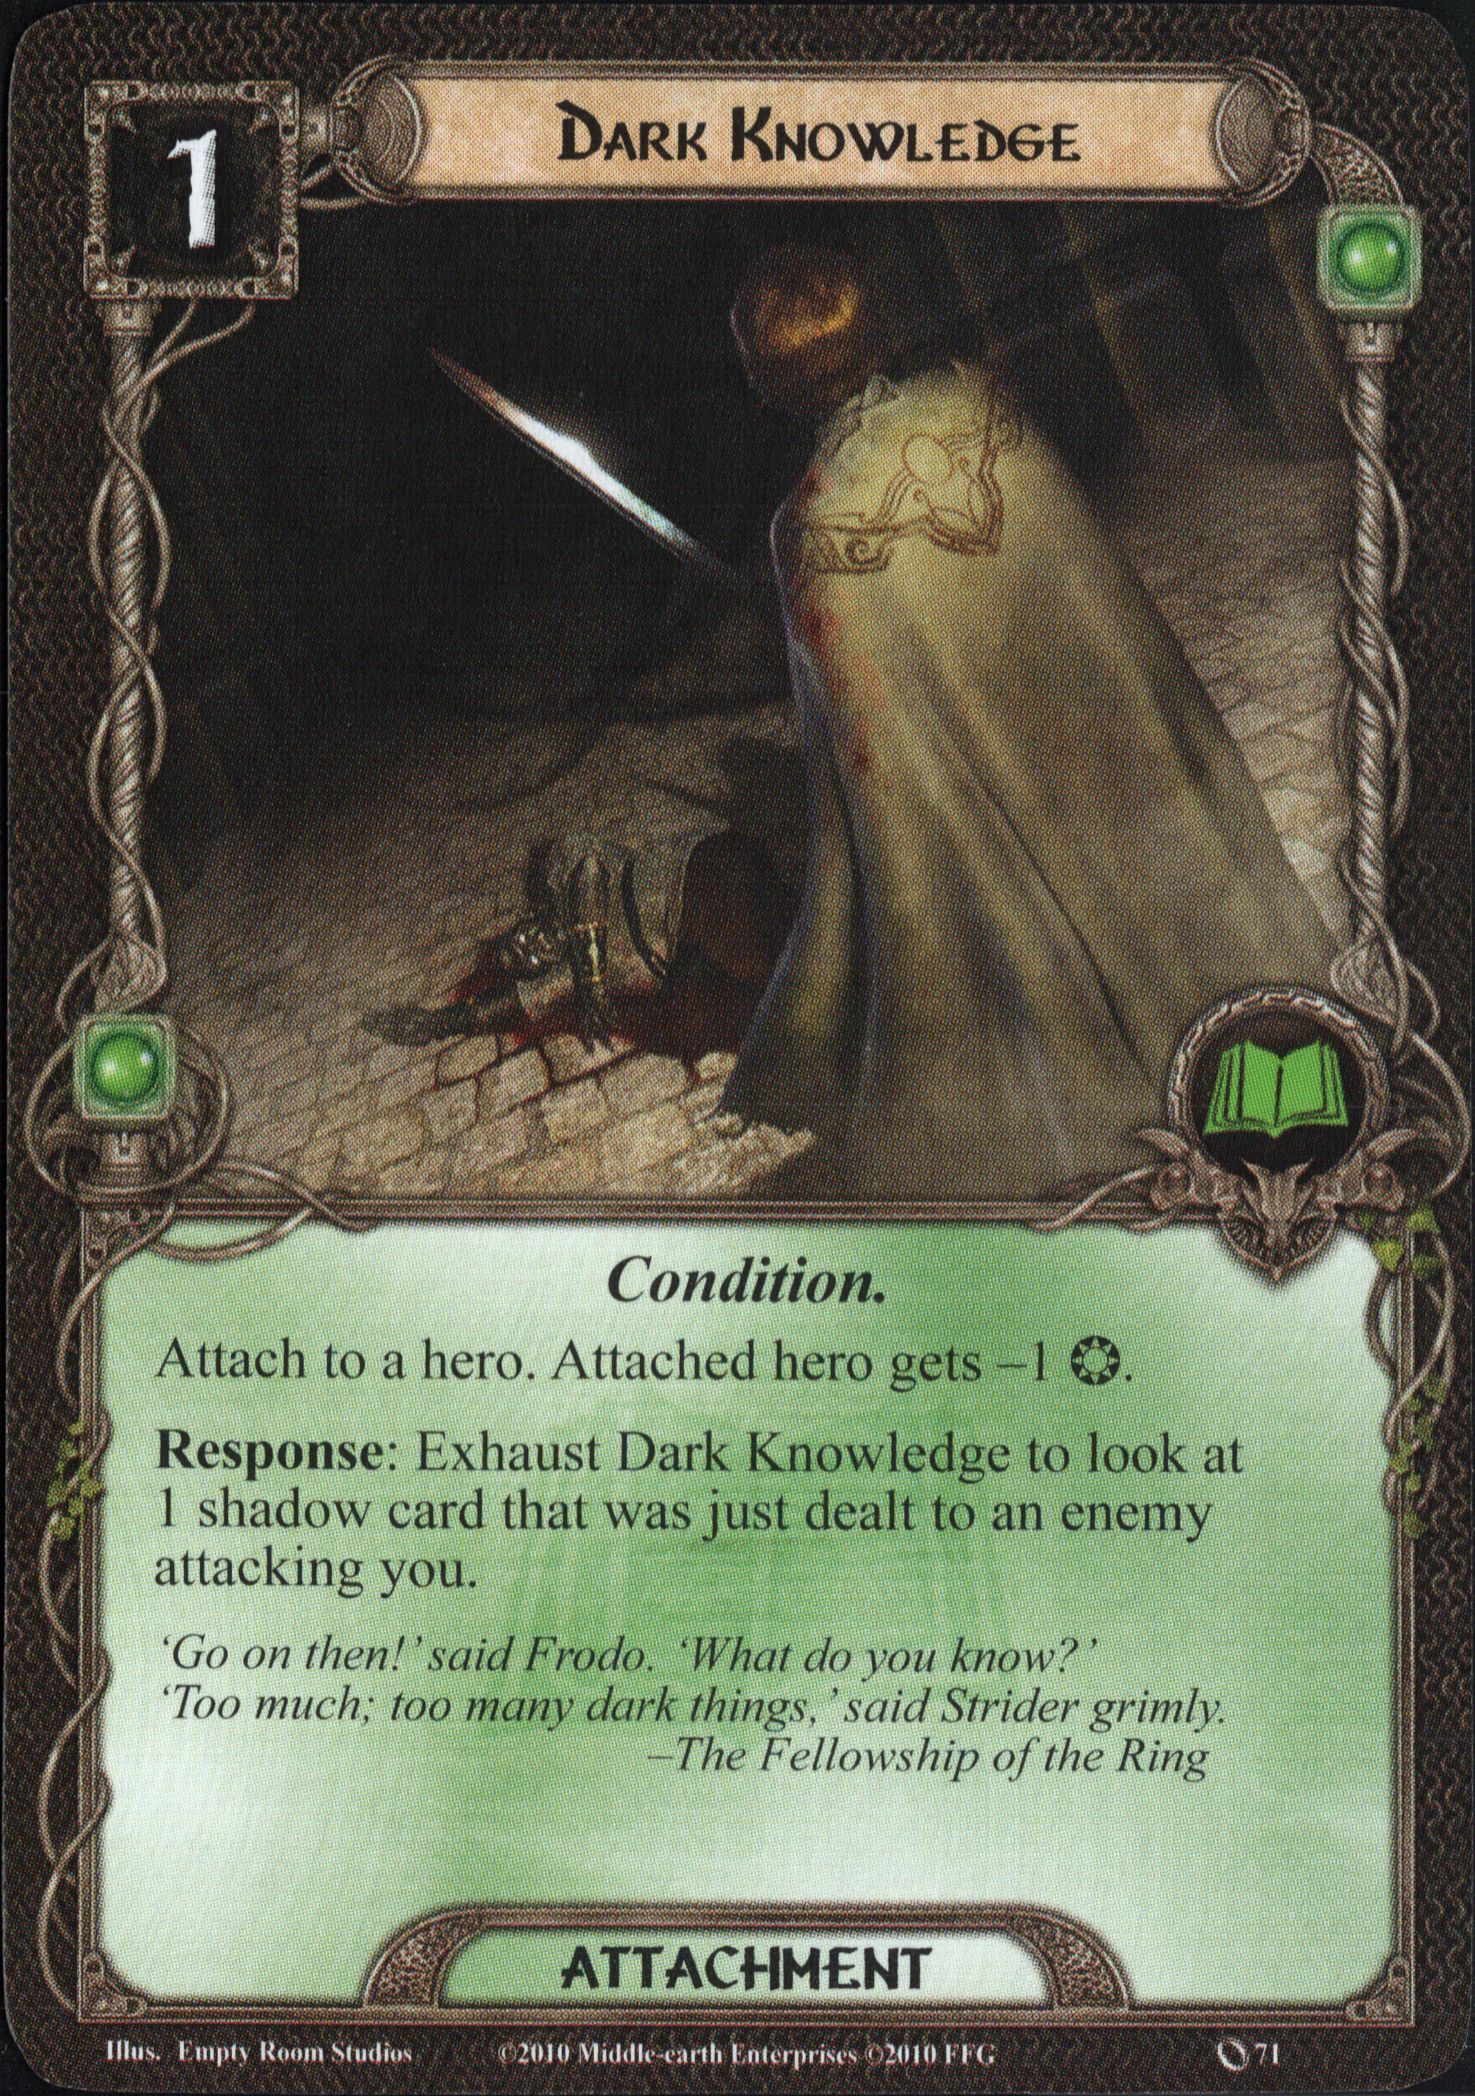 1
DARK KNOWLEDGE
Condition.
Attach to a hero. Attached hero gets –1 .
Response: Exhaust Dark Knowledge to look at
1 shadow card that was just dealt to an enemy
attacking you.
‘Go on then!’ said Frodo. ‘What do you know?’
‘Too much; too many dark things,’ said Strider grimly.
–The Fellowship of the Ring
ATTACHMENT
Illus. Empty Room Studios ©2010 Middle-earth Enterprises ©2010 FFG 71